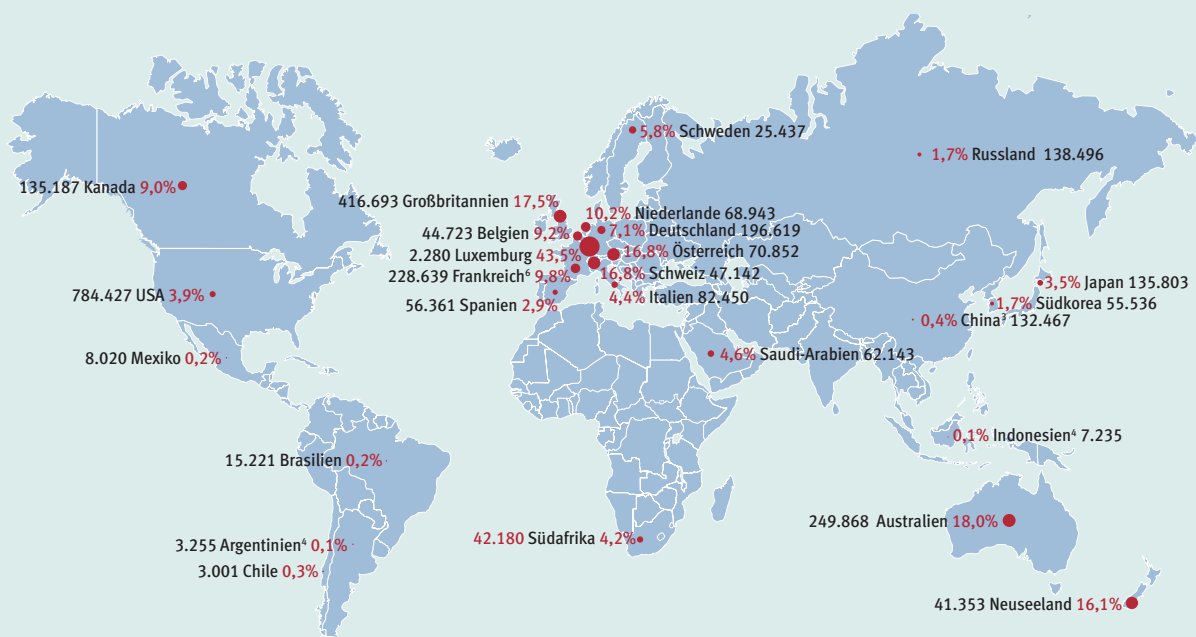 5,8% Schweden 25.437
1,7% Russland 138.496
135.187 Kanada 9,0%
416.693 Großbritannien 17,5%
10,2% Niederlande 68.943
44.723 Belgien 9,2%
7,1% Deutschland 196.619
2.280 Luxemburg 43,5%
16,8% Österreich 70.852
228.639 Frankreich⁶ 9,8%
16,8% Schweiz 47.142
784.427 USA 3,9%
56.361 Spanien 2,9%
4,4% Italien 82.450
3,5% Japan 135.803
1,7% Südkorea 55.536
0,4% China³ 132.467
8.020 Mexiko 0,2%
4,6% Saudi-Arabien 62.143
0,1% Indonesien⁴ 7.235
15.221 Brasilien 0,2%
249.868 Australien 18,0%
3.255 Argentinien⁴ 0,1%
42.180 Südafrika 4,2%
3.001 Chile 0,3%
41.353 Neuseeland 16,1%